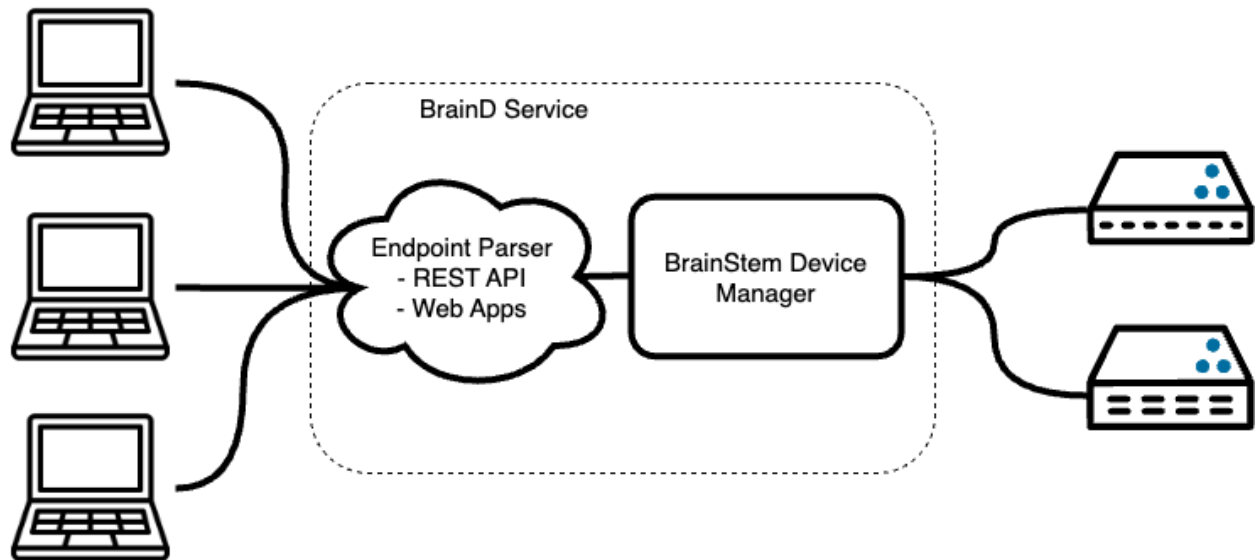 BrainD Service
Endpoint Parser
- REST API
- Web Apps
BrainStem Device
Manager